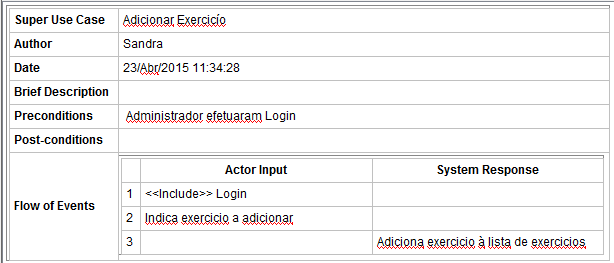 Super Use Case Adicionar Exercicío
Author Sandra
Date 23/Abr/2015 11:34:28
Brief Description
Preconditions Administrador efetuaram Login
Post-conditions
Flow of Events
Actor Input System Response
1 <<Include>> Login
2 Indica exercicio a adicionar
3 Adiciona exercicio à lista de exercicios